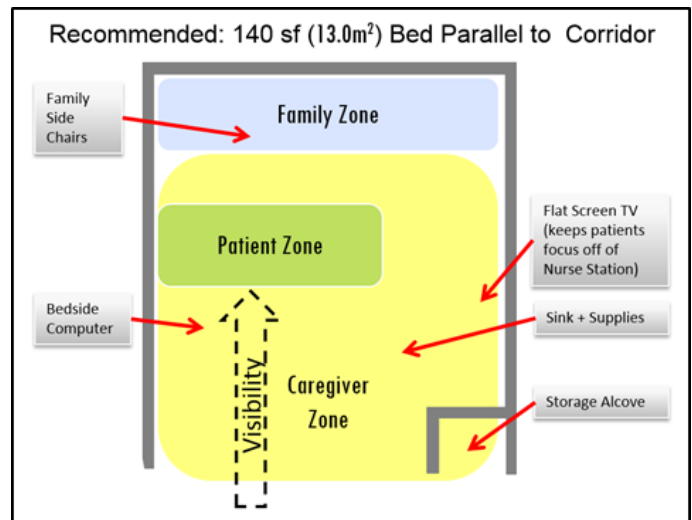 Recommended: 140 sf (13.0m²) Bed Parallel to Corridor
Family
Side
Chairs
Family Zone
Patient Zone
Flat Screen TV
(keeps patients
focus off of
Nurse Station)
Bedside
Computer
Sink + Supplies
Visibility
Caregiver
Zone
Storage Alcove